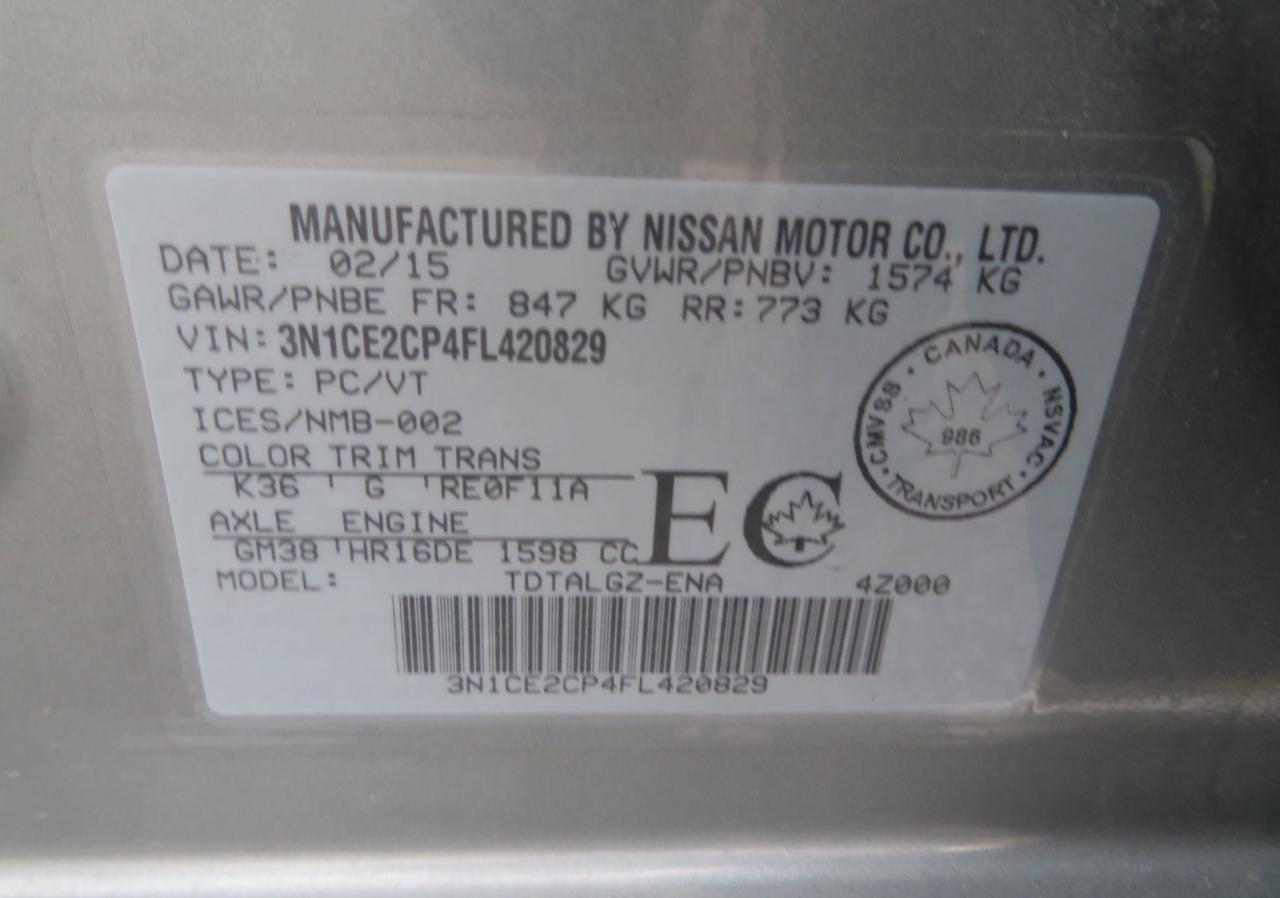 MANUFACTURED BY NISSAN MOTOR CO., LTD.
DATE: 02/15 GVWR/PNBV: 1574 KG
GAWR/PNBE FR: 847 KG RR: 773 KG
VIN: 3N1CE2CP4FL420829
TYPE: PC/VT
ICES/NMB-002
COLOR TRIM TRANS
K36 ' G 'RE0F11A
AXLE ENGINE
GM38 'HR16DE 1598 CC
MODEL: TDTALGZ-ENA 4Z000
3N1CE2CP4FL420829
EC
CANADA · NSVAC · TRANSPORT · CMVSS ·
986